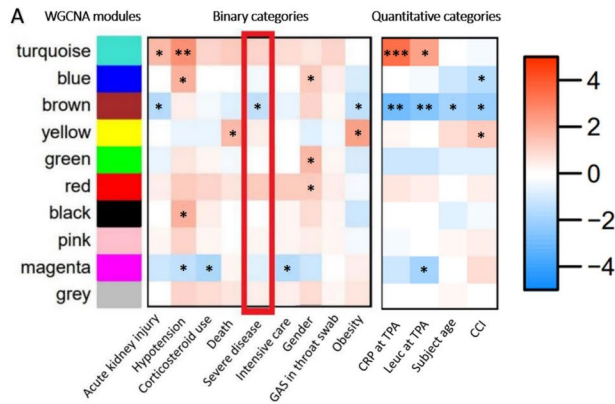 A
WGCNA modules
Binary categories
Quantitative categories
turquoise * ** *** *
blue * * *
brown * * * ** ** * *
yellow * * *
green *
red *
black *
pink
magenta * * * *
grey
4
2
0
-2
-4
Acute kidney injury
Hypotension
Corticosteroid use
Death
Severe disease
Intensive care
Gender
GAS in throat swab
Obesity
CRP at TPA
Leuc at TPA
Subject age
CCI